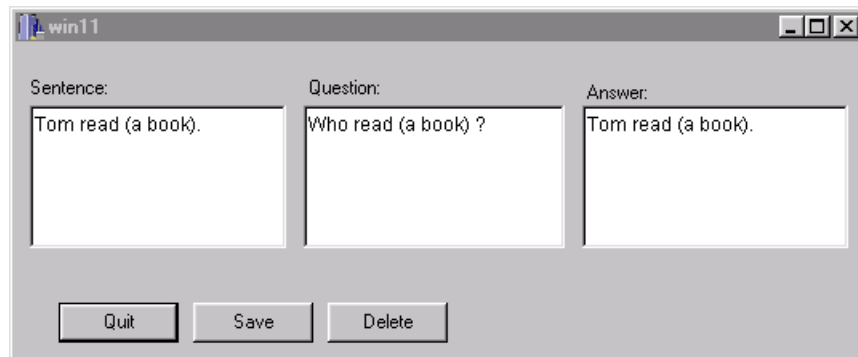 win11
Sentence:
Question:
Answer:
Tom read (a book).
Who read (a book) ?
Tom read (a book).
Quit
Save
Delete